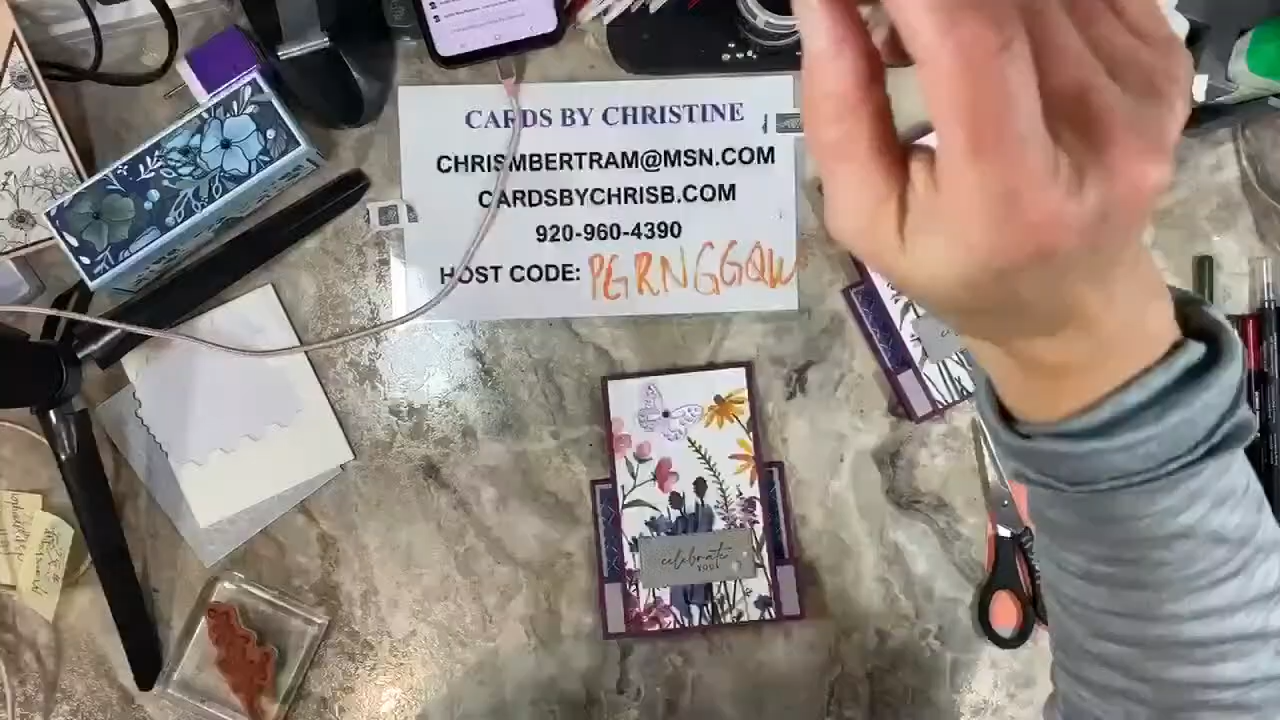 CARDS BY CHRISTINE
CHRISMBERTRAM@MSN.COM
CARDSBYCHRISB.COM
920-960-4390
HOST CODE: PGRNGGQW
celebrate
YOU